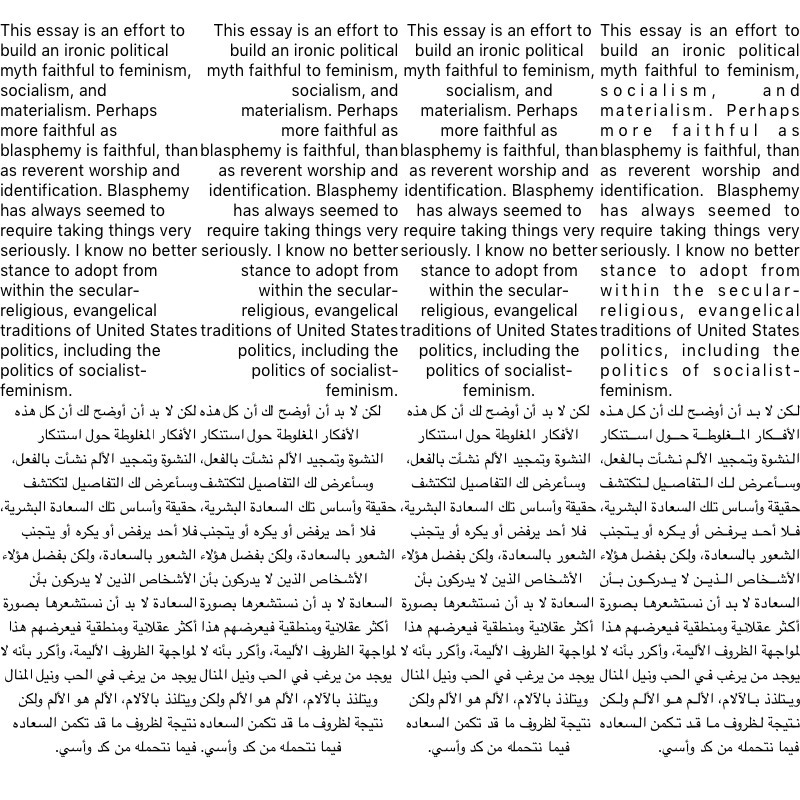 This essay is an effort to
build an ironic political
myth faithful to feminism,
socialism, and
materialism. Perhaps
more faithful as
blasphemy is faithful, than
as reverent worship and
identification. Blasphemy
has always seemed to
require taking things very
seriously. I know no better
stance to adopt from
within the secular-
religious, evangelical
traditions of United States
politics, including the
politics of socialist-
feminism.
لكن لا بد أن أوضح لك أن كل هذه
الأفكار المغلوطة حول استنكار
النشوة وتمجيد الألم نشأت بالفعل،
وسأعرض لك التفاصيل لتكتشف
حقيقة وأساس تلك السعادة البشرية،
فلا أحد يرفض أو يكره أو يتجنب
الشعور بالسعادة، ولكن بفضل هؤلاء
الأشخاص الذين لا يدركون بأن
السعادة لا بد أن نستشعرها بصورة
أكثر عقلانية ومنطقية فيعرضهم هذا
لمواجهة الظروف الأليمة، وأكرر بأنه لا
يوجد من يرغب في الحب ونيل المنال
ويتلذذ بالآلام، الألم هو الألم ولكن
نتيجة لظروف ما قد تكمن السعاده
فيما نتحمله من كد وأسي.
This essay is an effort to
build an ironic political
myth faithful to feminism,
socialism, and
materialism. Perhaps
more faithful as
blasphemy is faithful, than
as reverent worship and
identification. Blasphemy
has always seemed to
require taking things very
seriously. I know no better
stance to adopt from
within the secular-
religious, evangelical
traditions of United States
politics, including the
politics of socialist-
feminism.
لكن لا بد أن أوضح لك أن كل هذه
الأفكار المغلوطة حول استنكار
النشوة وتمجيد الألم نشأت بالفعل،
وسأعرض لك التفاصيل لتكتشف
حقيقة وأساس تلك السعادة البشرية،
فلا أحد يرفض أو يكره أو يتجنب
الشعور بالسعادة، ولكن بفضل هؤلاء
الأشخاص الذين لا يدركون بأن
السعادة لا بد أن نستشعرها بصورة
أكثر عقلانية ومنطقية فيعرضهم هذا
لمواجهة الظروف الأليمة، وأكرر بأنه لا
يوجد من يرغب في الحب ونيل المنال
ويتلذذ بالآلام، الألم هو الألم ولكن
نتيجة لظروف ما قد تكمن السعاده
فيما نتحمله من كد وأسي.
This essay is an effort to
build an ironic political
myth faithful to feminism,
socialism, and
materialism. Perhaps
more faithful as
blasphemy is faithful, than
as reverent worship and
identification. Blasphemy
has always seemed to
require taking things very
seriously. I know no better
stance to adopt from
within the secular-
religious, evangelical
traditions of United States
politics, including the
politics of socialist-
feminism.
لكن لا بد أن أوضح لك أن كل هذه
الأفكار المغلوطة حول استنكار
النشوة وتمجيد الألم نشأت بالفعل،
وسأعرض لك التفاصيل لتكتشف
حقيقة وأساس تلك السعادة البشرية،
فلا أحد يرفض أو يكره أو يتجنب
الشعور بالسعادة، ولكن بفضل هؤلاء
الأشخاص الذين لا يدركون بأن
السعادة لا بد أن نستشعرها بصورة
أكثر عقلانية ومنطقية فيعرضهم هذا
لمواجهة الظروف الأليمة، وأكرر بأنه لا
يوجد من يرغب في الحب ونيل المنال
ويتلذذ بالآلام، الألم هو الألم ولكن
نتيجة لظروف ما قد تكمن السعاده
فيما نتحمله من كد وأسي.
This essay is an effort to
build an ironic political
myth faithful to feminism,
socialism, and
materialism. Perhaps
more faithful as
blasphemy is faithful, than
as reverent worship and
identification. Blasphemy
has always seemed to
require taking things very
seriously. I know no better
stance to adopt from
within the secular-
religious, evangelical
traditions of United States
politics, including the
politics of socialist-
feminism.
لكن لا بد أن أوضح لك أن كل هذه
الأفكار المغلوطة حول استنكار
النشوة وتمجيد الألم نشأت بالفعل،
وسأعرض لك التفاصيل لتكتشف
حقيقة وأساس تلك السعادة البشرية،
فلا أحد يرفض أو يكره أو يتجنب
الشعور بالسعادة، ولكن بفضل هؤلاء
الأشخاص الذين لا يدركون بأن
السعادة لا بد أن نستشعرها بصورة
أكثر عقلانية ومنطقية فيعرضهم هذا
لمواجهة الظروف الأليمة، وأكرر بأنه لا
يوجد من يرغب في الحب ونيل المنال
ويتلذذ بالآلام، الألم هو الألم ولكن
نتيجة لظروف ما قد تكمن السعاده
فيما نتحمله من كد وأسي.